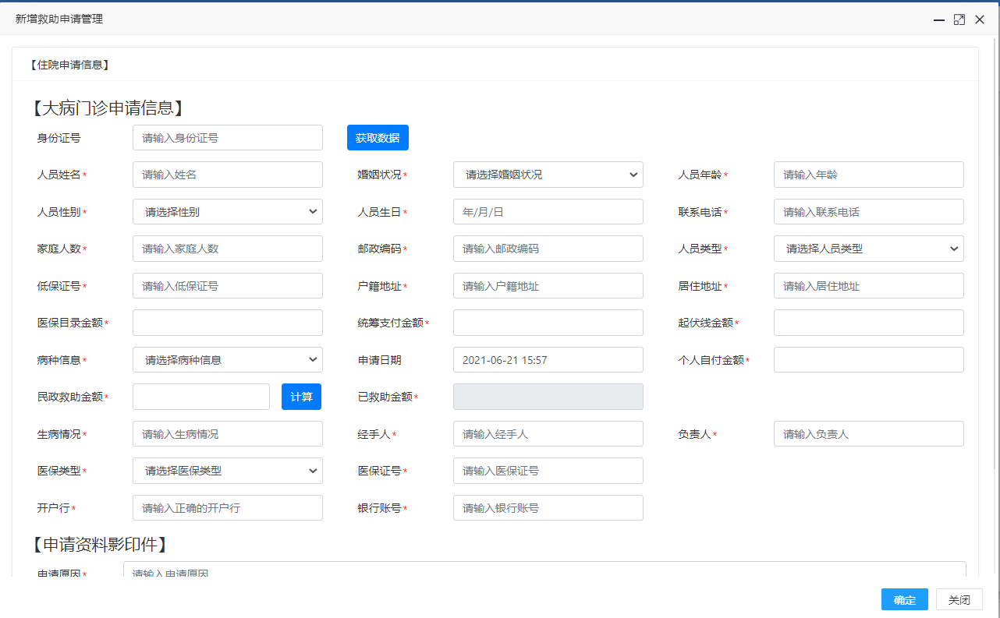 新增救助申请管理
【住院申请信息】
【大病门诊申请信息】
身份证号 请输入身份证号 获取数据
人员姓名* 请输入姓名 婚姻状况* 请选择婚姻状况 人员年龄* 请输入年龄
人员性别* 请选择性别 人员生日* 年/月/日 联系电话* 请输入联系电话
家庭人数* 请输入家庭人数 邮政编码* 请输入邮政编码 人员类型* 请选择人员类型
低保证号* 请输入低保证号 户籍地址* 请输入户籍地址 居住地址* 请输入居住地址
医保目录金额* 统筹支付金额* 起伏线金额*
病种信息* 请选择病种信息 申请日期 2021-06-21 15:57 个人自付金额*
民政救助金额* 计算 已救助金额*
生病情况* 请输入生病情况 经手人* 请输入经手人 负责人* 请输入负责人
医保类型* 请选择医保类型 医保证号* 请输入医保证号
开户行* 请输入正确的开户行 银行账号* 请输入银行账号
【申请资料影印件】
申请原因* 请输入申请原因
确定 关闭